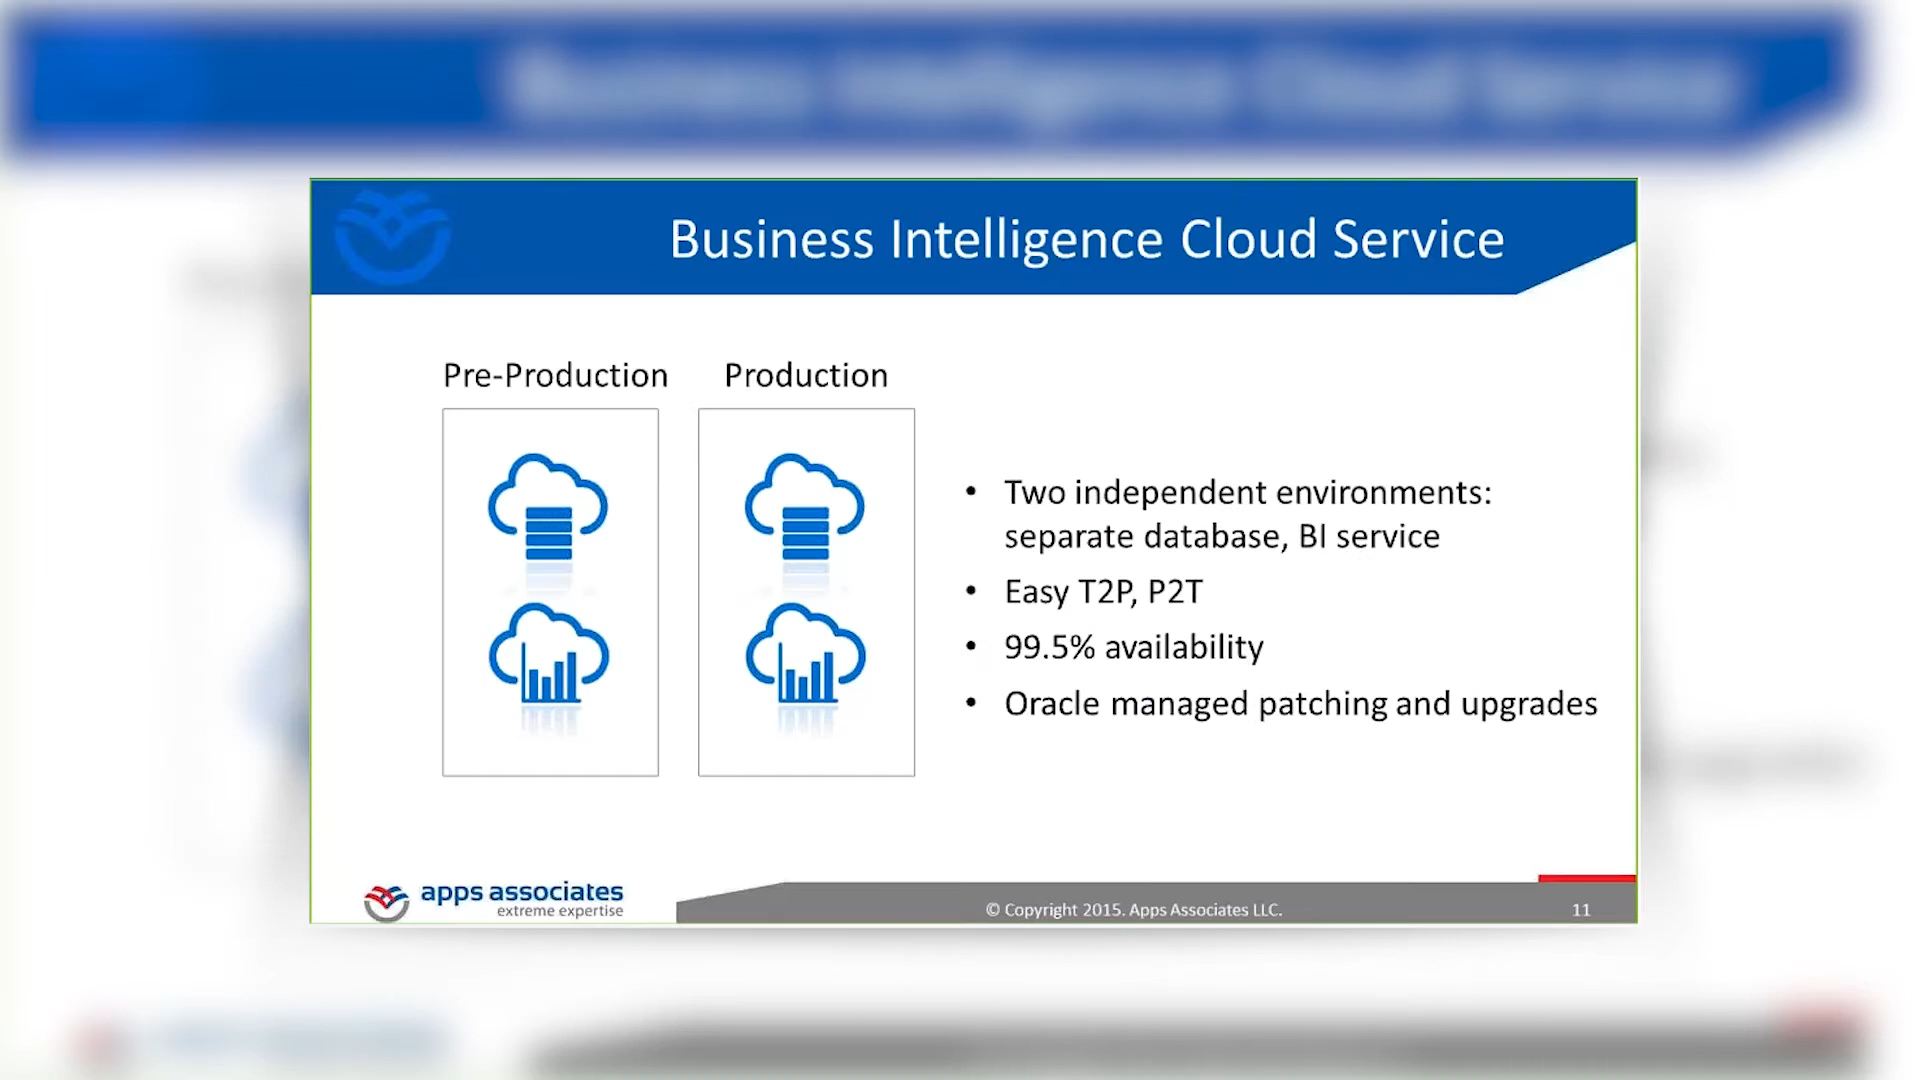 Business Intelligence Cloud Service
Pre-Production
Production
• Two independent environments:
separate database, BI service
• Easy T2P, P2T
• 99.5% availability
• Oracle managed patching and upgrades
apps associates
extreme expertise
© Copyright 2015. Apps Associates LLC.
11